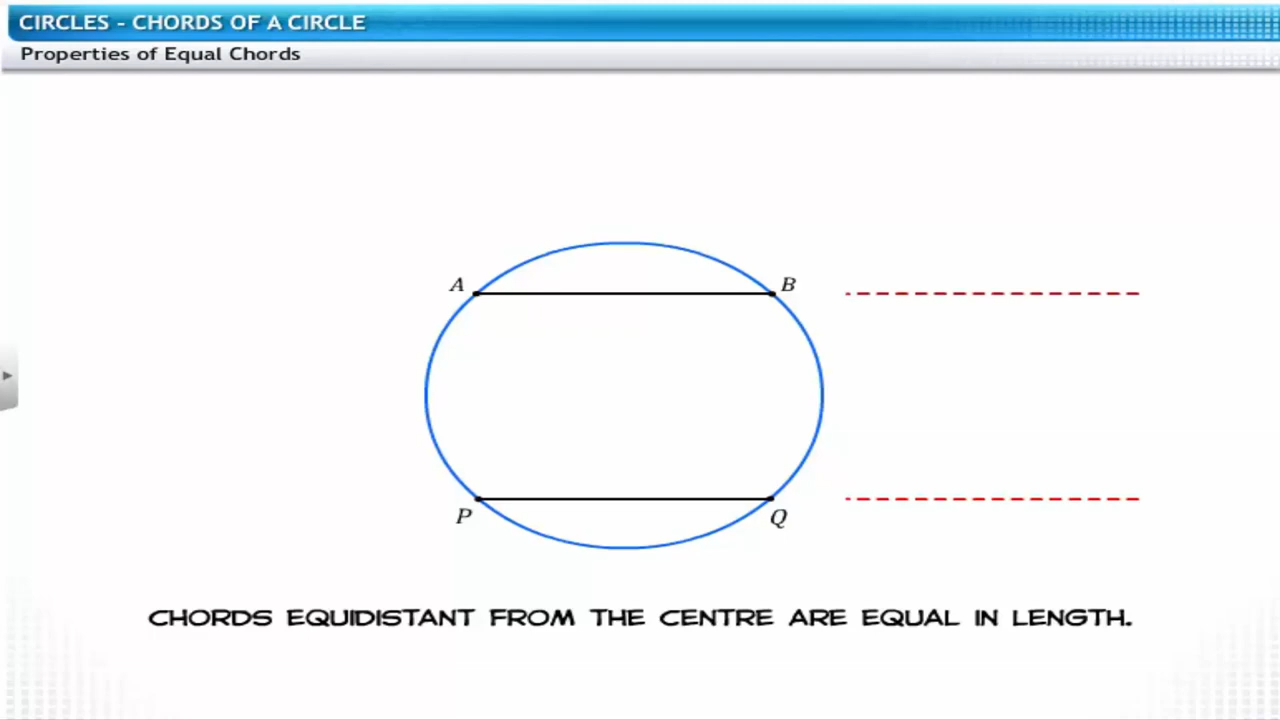 CIRCLES - CHORDS OF A CIRCLE
Properties of Equal Chords
A
B
P
Q
CHORDS EQUIDISTANT FROM THE CENTRE ARE EQUAL IN LENGTH.